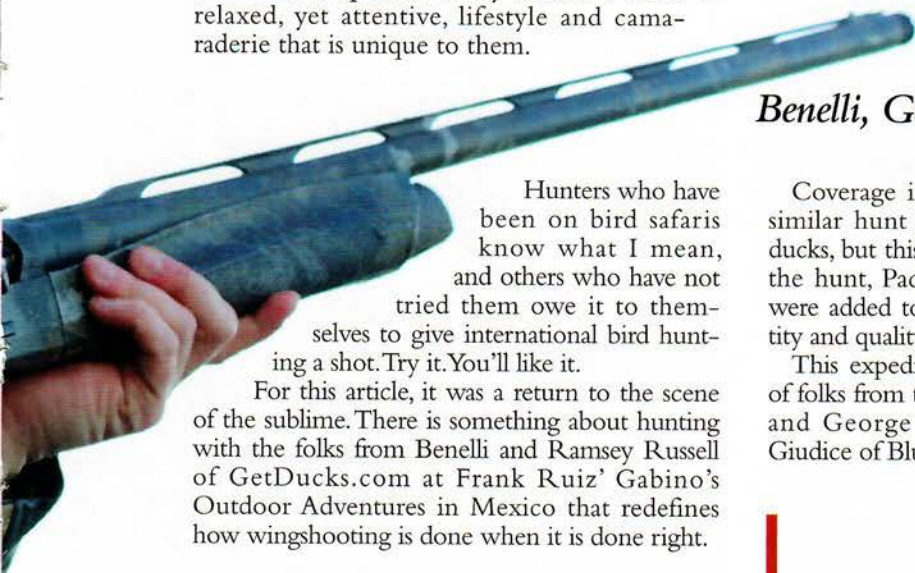 relaxed, yet attentive, lifestyle and cama-
raderie that is unique to them.
Hunters who have
been on bird safaris
know what I mean,
and others who have not
tried them owe it to them-
selves to give international bird hunt-
ing a shot. Try it. You'll like it.
For this article, it was a return to the scene
of the sublime. There is something about hunting
with the folks from Benelli and Ramsey Russell
of GetDucks.com at Frank Ruiz' Gabino's
Outdoor Adventures in Mexico that redefines
how wingshooting is done when it is done right.
Benelli, G
Coverage i
similar hunt
ducks, but this
the hunt, Pac
were added to
tity and qualit
This exped
of folks from t
and George
Giudice of Blu